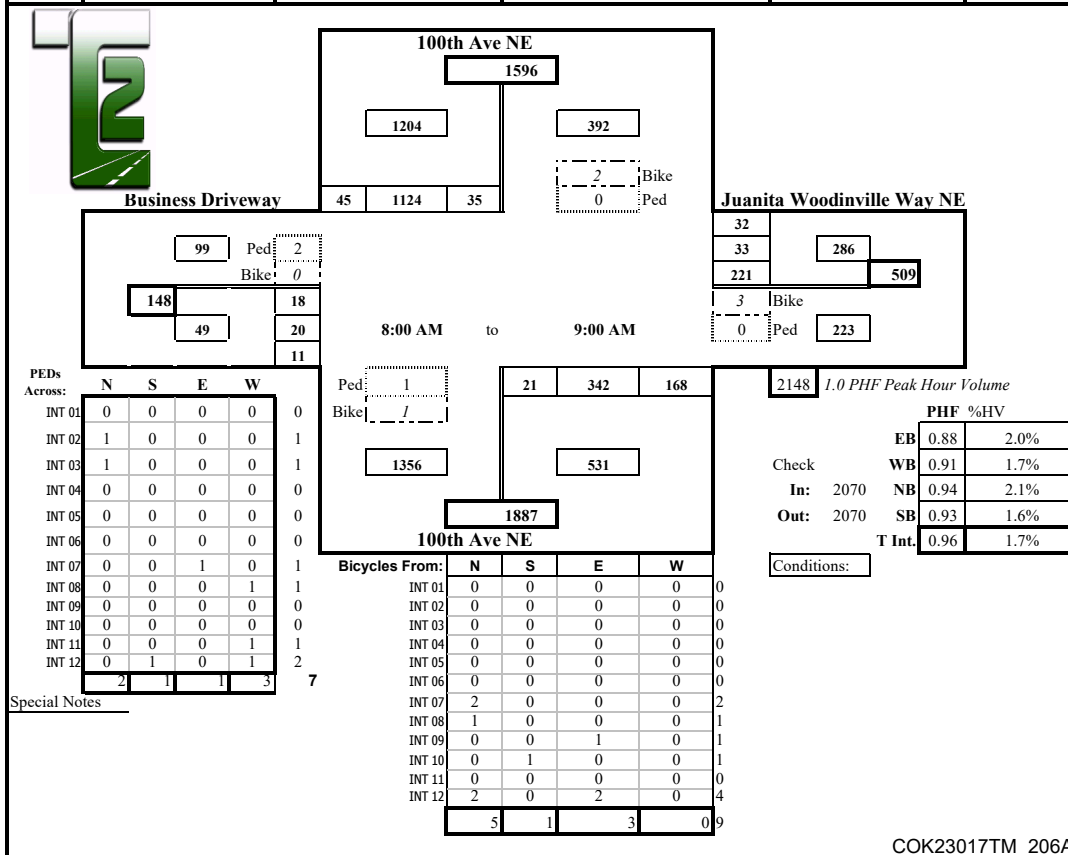 T2
100th Ave NE
1596
1204 392
2 Bike
0 Ped
Business Driveway 45 1124 35 Juanita Woodinville Way NE
32
99 Ped 2 33 286
Bike 0 221 509
148 18 3 Bike
49 20 8:00 AM to 9:00 AM 0 Ped 223
11
Ped 1 21 342 168 2148 1.0 PHF Peak Hour Volume
Bike 1
1356 531
1887
100th Ave NE
PHF %HV
EB 0.88 2.0%
Check WB 0.91 1.7%
In: 2070 NB 0.94 2.1%
Out: 2070 SB 0.93 1.6%
T Int. 0.96 1.7%
Conditions:
PEDs
Across: N S E W
INT 01 0 0 0 0 0
INT 02 1 0 0 0 1
INT 03 1 0 0 0 1
INT 04 0 0 0 0 0
INT 05 0 0 0 0 0
INT 06 0 0 0 0 0
INT 07 0 0 1 0 1
INT 08 0 0 0 1 1
INT 09 0 0 0 0 0
INT 10 0 0 0 0 0
INT 11 0 0 0 1 1
INT 12 0 1 0 1 2
2 1 1 3 7
Special Notes
Bicycles From: N S E W
INT 01 0 0 0 0 0
INT 02 0 0 0 0 0
INT 03 0 0 0 0 0
INT 04 0 0 0 0 0
INT 05 0 0 0 0 0
INT 06 0 0 0 0 0
INT 07 2 0 0 0 2
INT 08 1 0 0 0 1
INT 09 0 0 1 0 1
INT 10 0 1 0 0 1
INT 11 0 0 0 0 0
INT 12 2 0 2 0 4
5 1 3 0 9
COK23017TM_206A